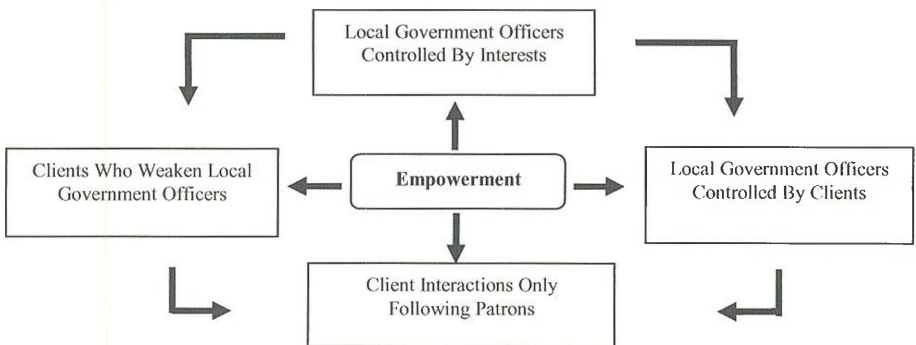 Local Government Officers
Controlled By Interests
Clients Who Weaken Local
Government Officers
Empowerment
Local Government Officers
Controlled By Clients
Client Interactions Only
Following Patrons